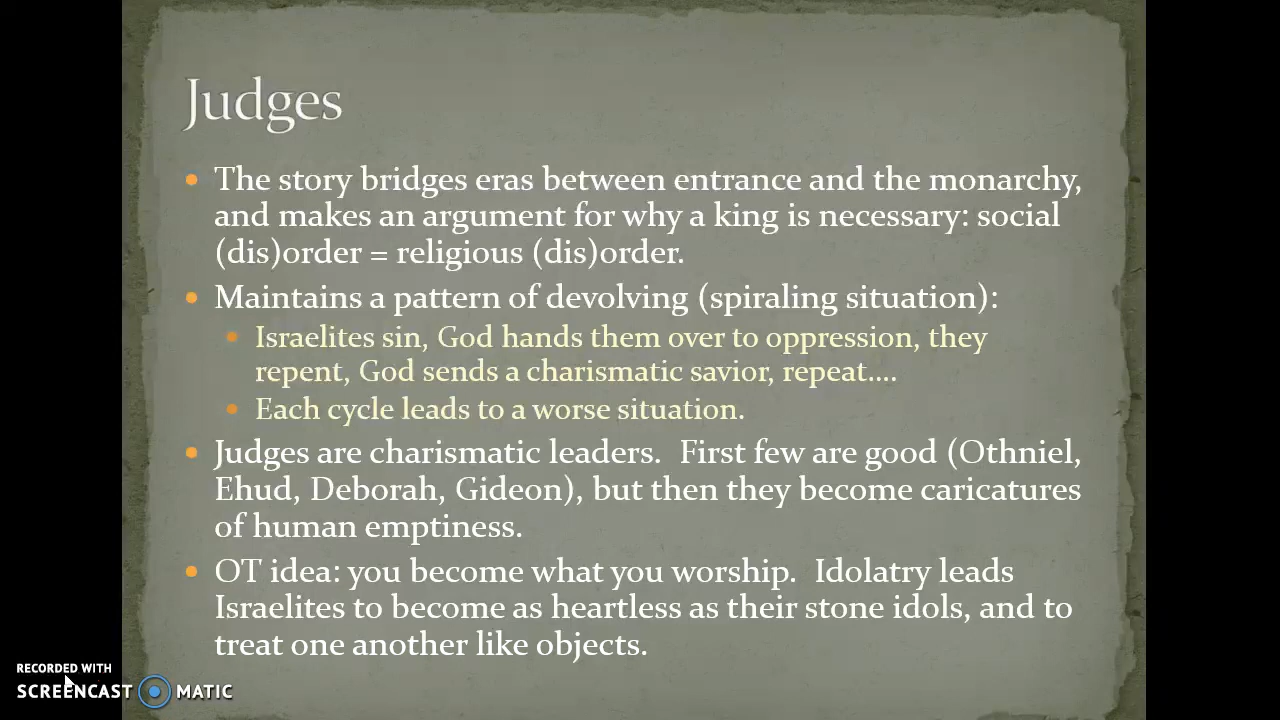 Judges
• The story bridges eras between entrance and the monarchy,
and makes an argument for why a king is necessary: social
(dis)order = religious (dis)order.
• Maintains a pattern of devolving (spiraling situation):
• Israelites sin, God hands them over to oppression, they
repent, God sends a charismatic savior, repeat....
• Each cycle leads to a worse situation.
• Judges are charismatic leaders.  First few are good (Othniel,
Ehud, Deborah, Gideon), but then they become caricatures
of human emptiness.
• OT idea: you become what you worship.  Idolatry leads
Israelites to become as heartless as their stone idols, and to
treat one another like objects.
RECORDED WITH
SCREENCAST MATIC